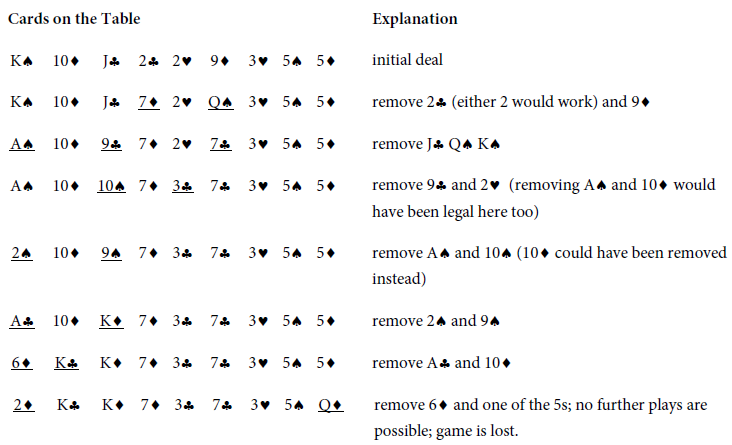 Cards on the Table Explanation
K♠ 10♦ J♣ 2♣ 2♥ 9♦ 3♥ 5♠ 5♦ initial deal
K♠ 10♦ J♣ 7♦ 2♥ Q♠ 3♥ 5♠ 5♦ remove 2♣ (either 2 would work) and 9♦
A♠ 10♦ 9♣ 7♦ 2♥ 7♣ 3♥ 5♠ 5♦ remove J♣ Q♠ K♠
A♠ 10♦ 10♠ 7♦ 3♣ 7♣ 3♥ 5♠ 5♦ remove 9♣ and 2♥ (removing A♠ and 10♦ would
have been legal here too)
2♠ 10♦ 9♠ 7♦ 3♣ 7♣ 3♥ 5♠ 5♦ remove A♠ and 10♠ (10♦ could have been removed
instead)
A♣ 10♦ K♦ 7♦ 3♣ 7♣ 3♥ 5♠ 5♦ remove 2♠ and 9♠
6♦ K♣ K♦ 7♦ 3♣ 7♣ 3♥ 5♠ 5♦ remove A♣ and 10♦
2♦ K♣ K♦ 7♦ 3♣ 7♣ 3♥ 5♠ Q♦ remove 6♦ and one of the 5s; no further plays are
possible; game is lost.